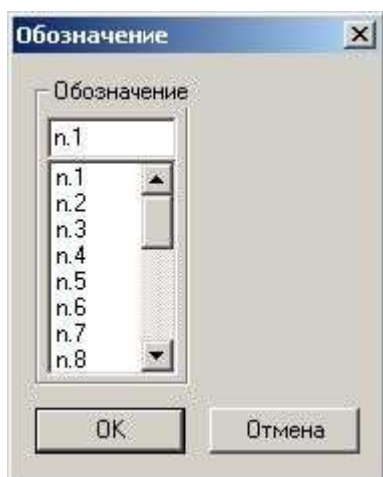 Обозначение
Обозначение
п.1
п.1
п.2
п.3
п.4
п.5
п.6
п.7
п.8
OK
Отмена